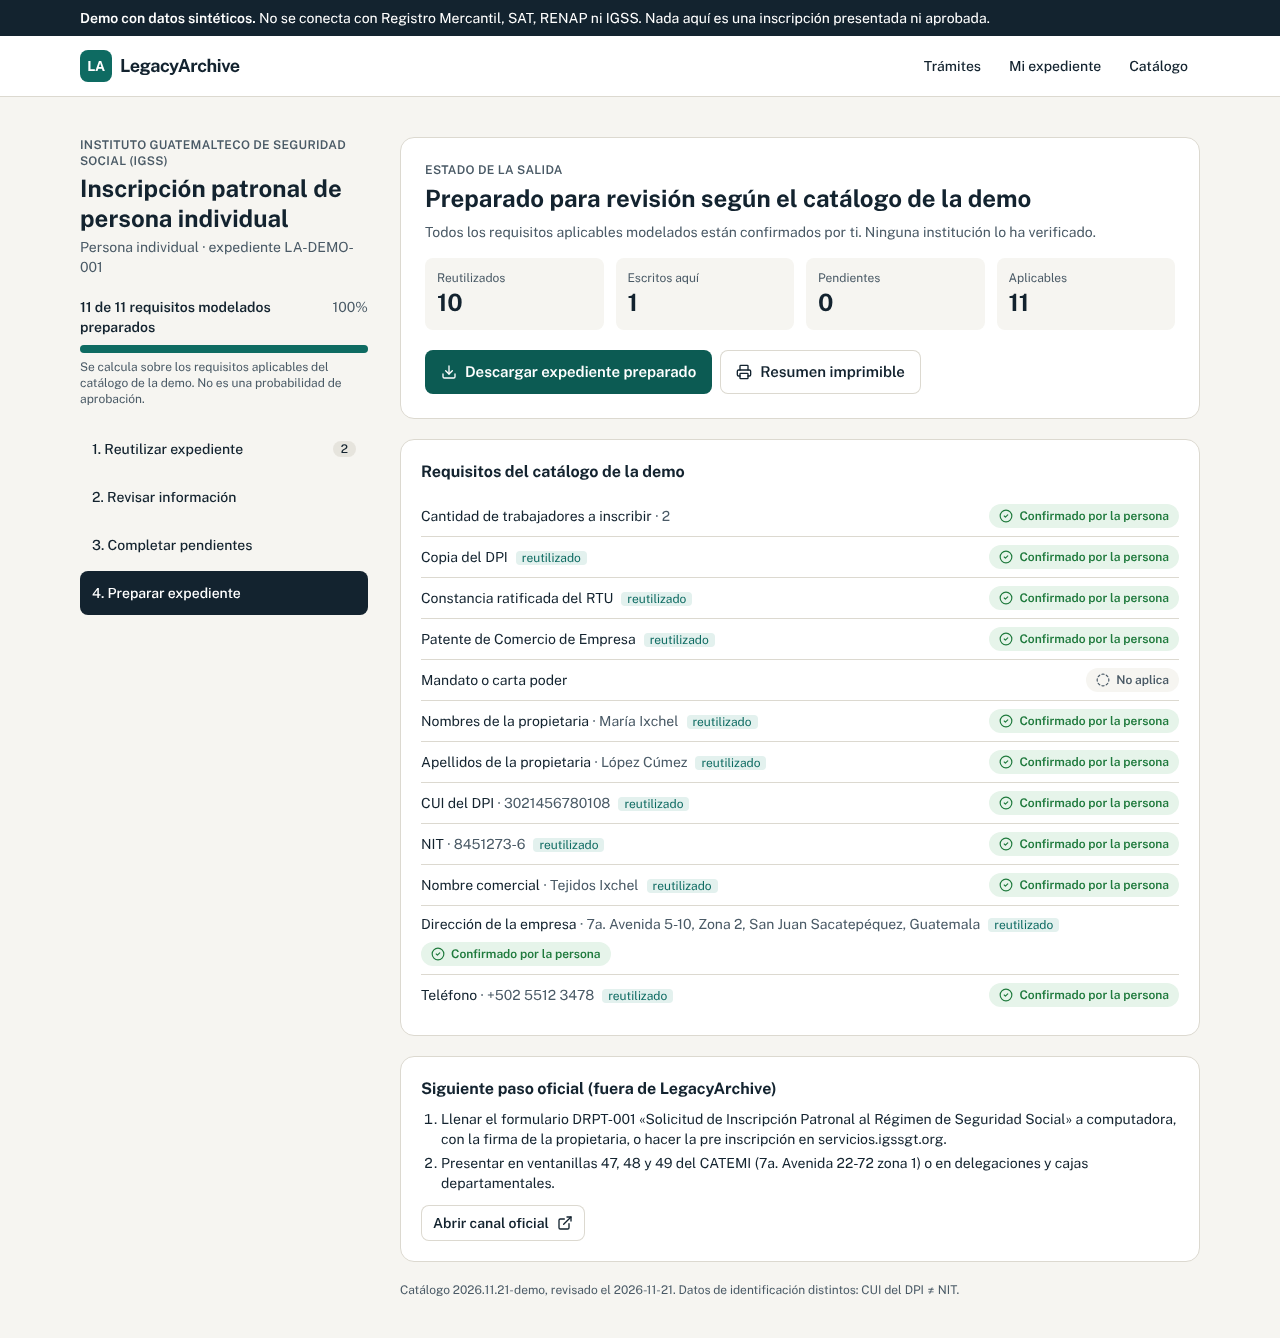 Demo con datos sintéticos. No se conecta con Registro Mercantil, SAT, RENAP ni IGSS. Nada aquí es una inscripción presentada ni aprobada.
LA LegacyArchive
Trámites Mi expediente Catálogo
INSTITUTO GUATEMALTECO DE SEGURIDAD
SOCIAL (IGSS)
Inscripción patronal de
persona individual
Persona individual · expediente LA-DEMO-
001
11 de 11 requisitos modelados
preparados
100%
Se calcula sobre los requisitos aplicables del
catálogo de la demo. No es una probabilidad de
aprobación.
1. Reutilizar expediente 2
2. Revisar información
3. Completar pendientes
4. Preparar expediente
ESTADO DE LA SALIDA
Preparado para revisión según el catálogo de la demo
Todos los requisitos aplicables modelados están confirmados por ti. Ninguna institución lo ha verificado.
Reutilizados
10
Escritos aquí
1
Pendientes
0
Aplicables
11
Descargar expediente preparado
Resumen imprimible
Requisitos del catálogo de la demo
Cantidad de trabajadores a inscribir · 2 Confirmado por la persona
Copia del DPI reutilizado Confirmado por la persona
Constancia ratificada del RTU reutilizado Confirmado por la persona
Patente de Comercio de Empresa reutilizado Confirmado por la persona
Mandato o carta poder No aplica
Nombres de la propietaria · María Ixchel reutilizado Confirmado por la persona
Apellidos de la propietaria · López Cúmez reutilizado Confirmado por la persona
CUI del DPI · 3021456780108 reutilizado Confirmado por la persona
NIT · 8451273-6 reutilizado Confirmado por la persona
Nombre comercial · Tejidos Ixchel reutilizado Confirmado por la persona
Dirección de la empresa · 7a. Avenida 5-10, Zona 2, San Juan Sacatepéquez, Guatemala reutilizado
Confirmado por la persona
Teléfono · +502 5512 3478 reutilizado Confirmado por la persona
Siguiente paso oficial (fuera de LegacyArchive)
1. Llenar el formulario DRPT-001 «Solicitud de Inscripción Patronal al Régimen de Seguridad Social» a computadora,
con la firma de la propietaria, o hacer la pre inscripción en servicios.igssgt.org.
2. Presentar en ventanillas 47, 48 y 49 del CATEMI (7a. Avenida 22-72 zona 1) o en delegaciones y cajas
departamentales.
Abrir canal oficial
Catálogo 2026.11.21-demo, revisado el 2026-11-21. Datos de identificación distintos: CUI del DPI ≠ NIT.